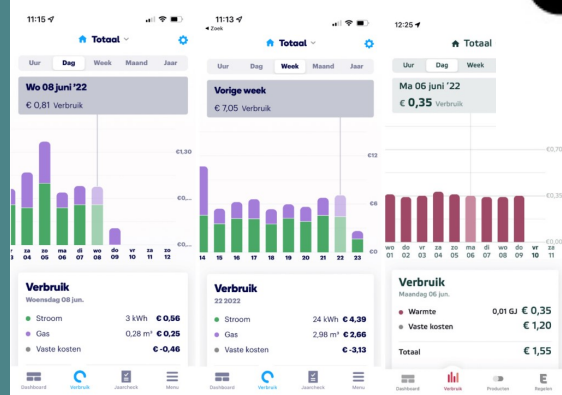 11:15
Totaal
Uur Dag Week Maand Jaar
Wo 08 juni '22
€ 0,81 Verbruik
€1,30
€0,...
€0,...
za zo ma di wo do vr za zo
04 05 06 07 08 09 10 11 12
Verbruik
Woensdag 08 jun.
Stroom 3 kWh € 0,56
Gas 0,28 m³ € 0,25
Vaste kosten € -0,46
Dashboard Verbruik Jaarcheck Menu
11:13
Zoek
Totaal
Uur Dag Week Maand Jaar
Vorige week
€ 7,05 Verbruik
€12
€6
€0
14 15 16 17 18 19 20 21 22 23
Verbruik
22 2022
Stroom 24 kWh € 4,39
Gas 2,98 m³ € 2,66
Vaste kosten € -3,13
Dashboard Verbruik Jaarcheck Menu
12:25
Totaal
Uur Dag Week
Ma 06 juni '22
€ 0,35 Verbruik
€0,70
€0,35
€0,00
wo do vr za zo ma di wo do vr za
01 02 03 04 05 06 07 08 09 10 11
Verbruik
Maandag 06 jun.
Warmte 0,01 GJ € 0,35
Vaste kosten € 1,20
Totaal € 1,55
Dashboard Verbruik Producten Regelen